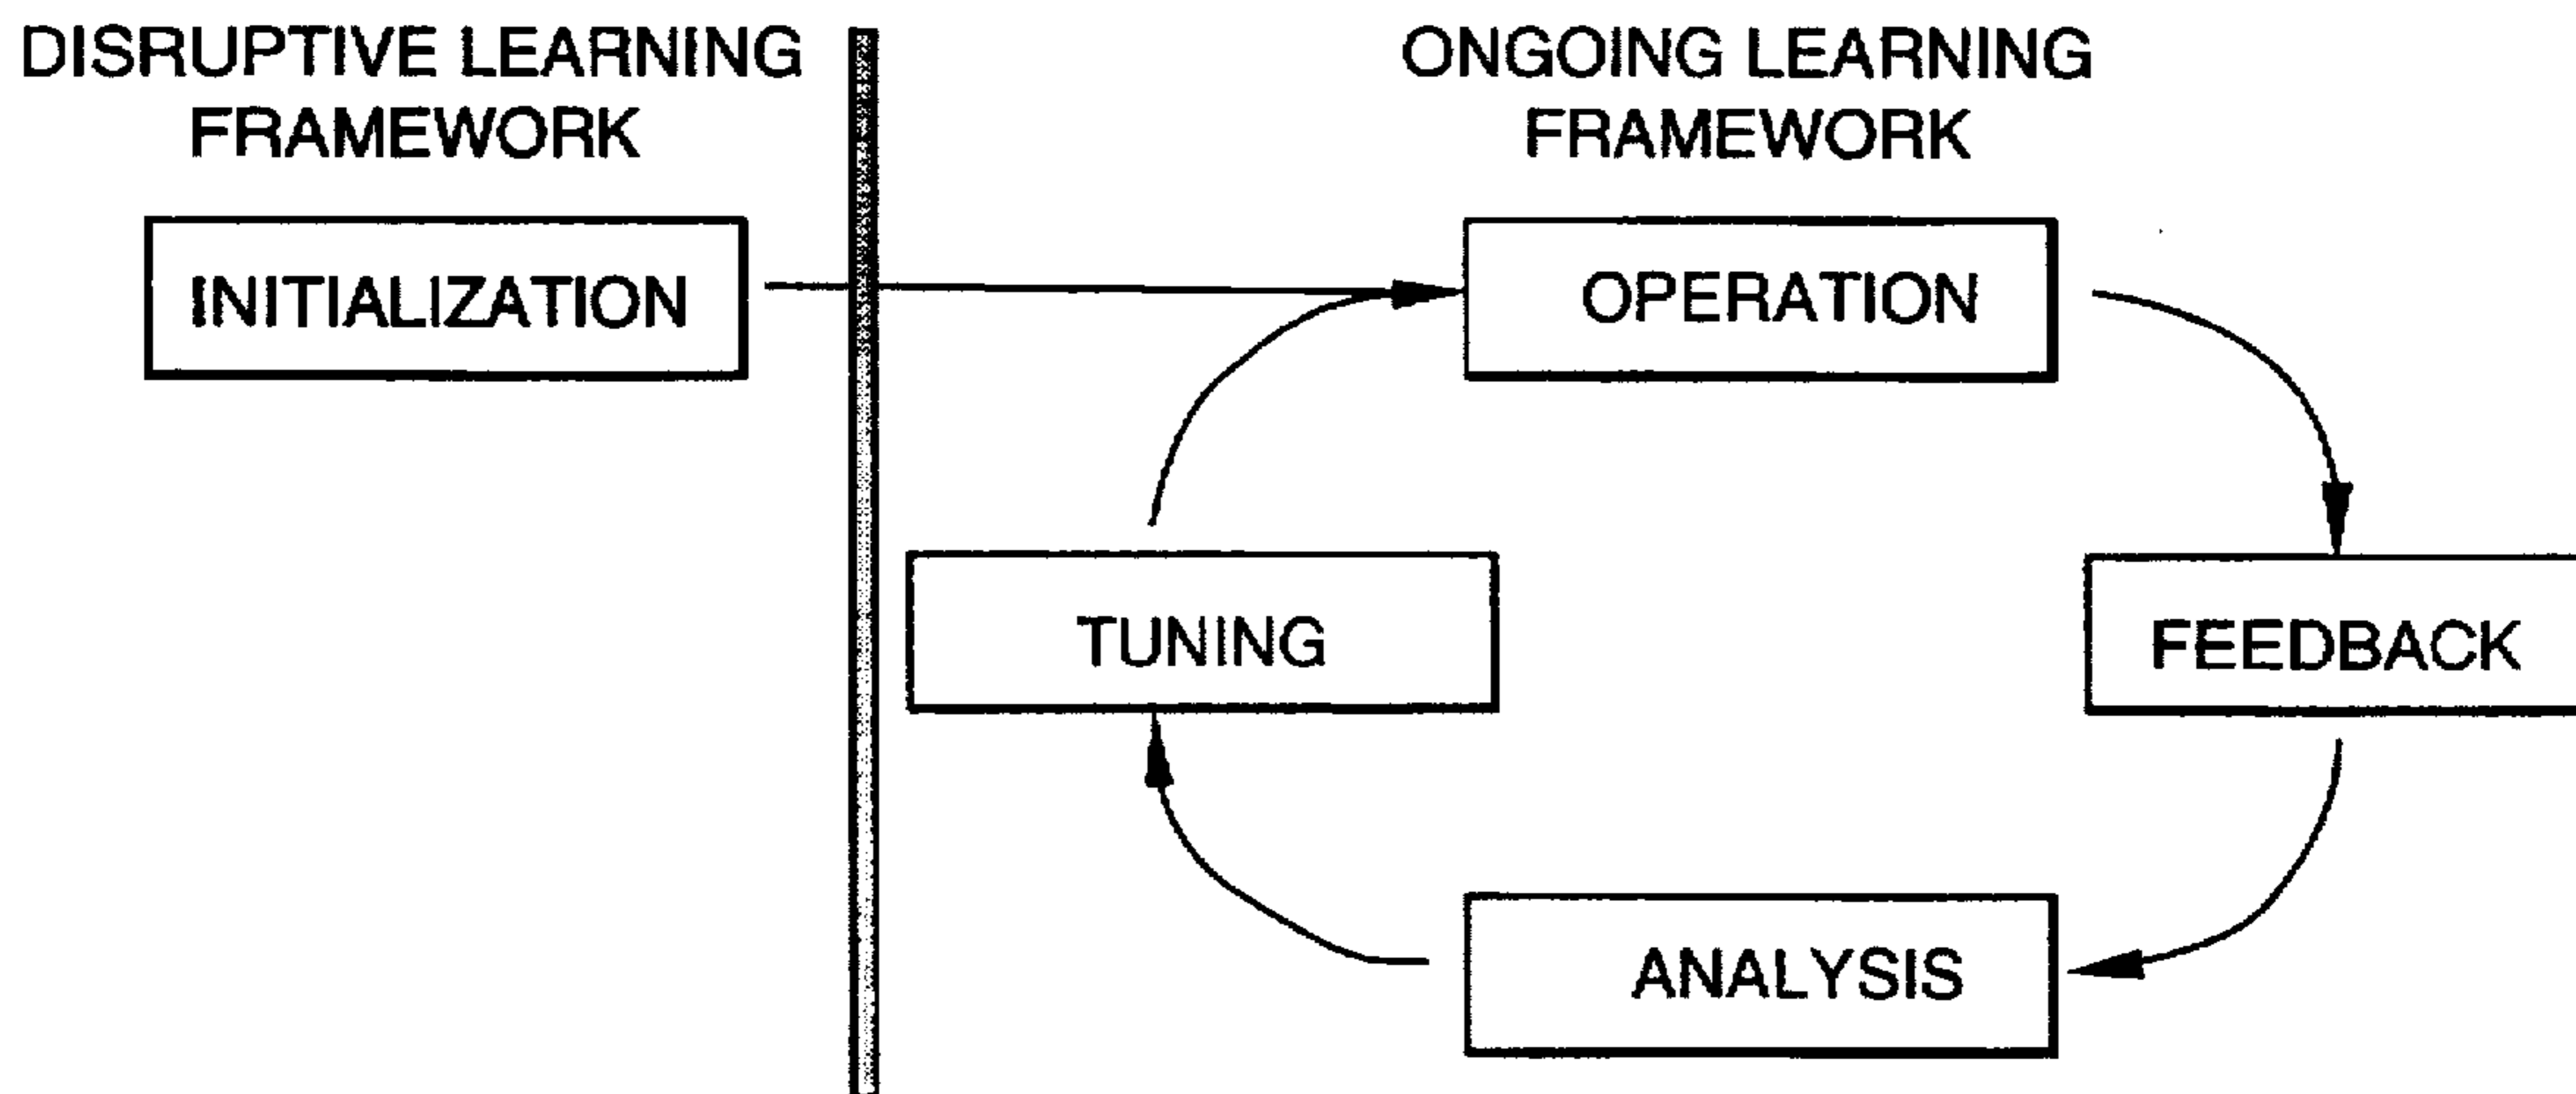 DISRUPTIVE LEARNING
FRAMEWORK
INITIALIZATION
ONGOING LEARNING
FRAMEWORK
OPERATION
TUNING
FEEDBACK
ANALYSIS